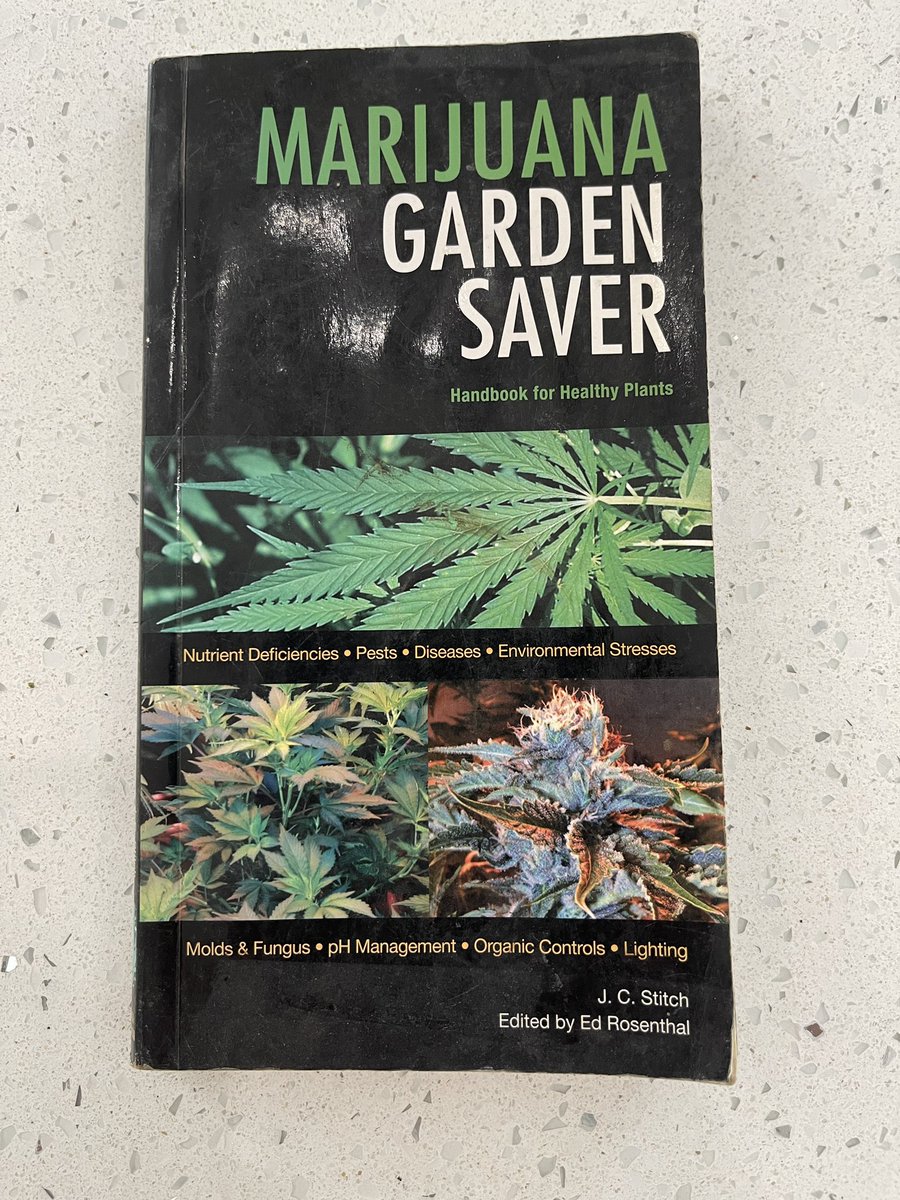 MARIJUANA
GARDEN
SAVER
Handbook for Healthy Plants
Nutrient Deficiencies • Pests • Diseases • Environmental Stresses
Molds & Fungus • pH Management • Organic Controls • Lighting
J. C. Stitch
Edited by Ed Rosenthal